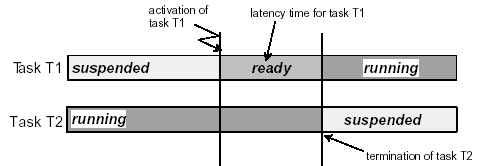 activation of
task T1
latency time for task T1
Task T1
suspended
ready
running
Task T2
running
suspended
termination of task T2